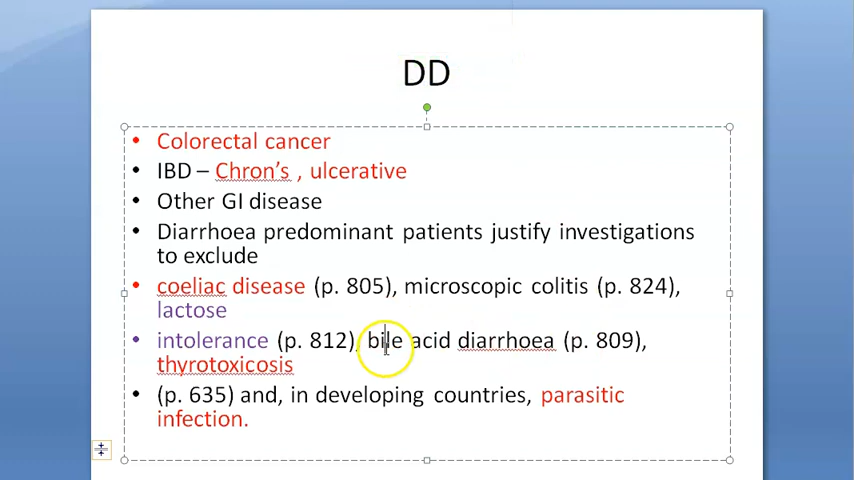 DD
• Colorectal cancer
• IBD – Chron's , ulcerative
• Other GI disease
• Diarrhoea predominant patients justify investigations
to exclude
• coeliac disease (p. 805), microscopic colitis (p. 824),
lactose
• intolerance (p. 812), bile acid diarrhoea (p. 809),
thyrotoxicosis
• (p. 635) and, in developing countries, parasitic
infection.